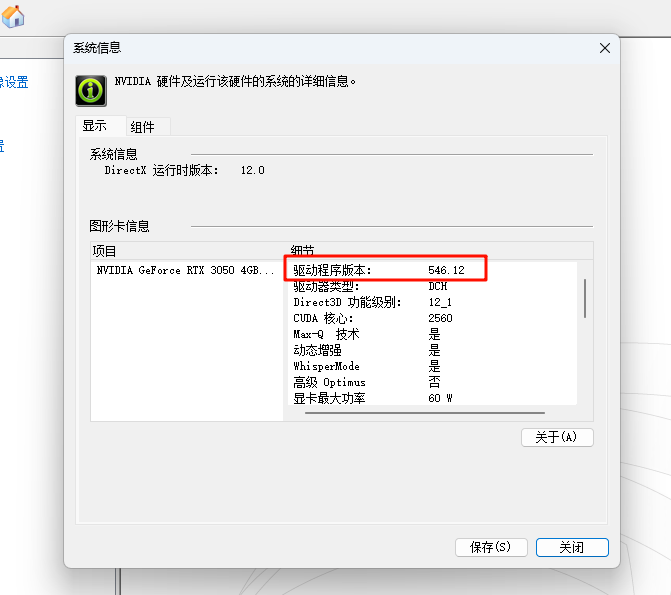 系统信息
NVIDIA 硬件及运行该硬件的系统的详细信息。
显示 组件
系统信息
DirectX 运行时版本： 12.0
图形卡信息
项目 细节
NVIDIA GeForce RTX 3050 4GB... 驱动程序版本： 546.12
驱动器类型： DCH
Direct3D 功能级别： 12_1
CUDA 核心： 2560
Max-Q 技术 是
动态增强 是
WhisperMode 是
高级 Optimus 否
显卡最大功率 60 W
关于(A)
保存(S) 关闭
设置